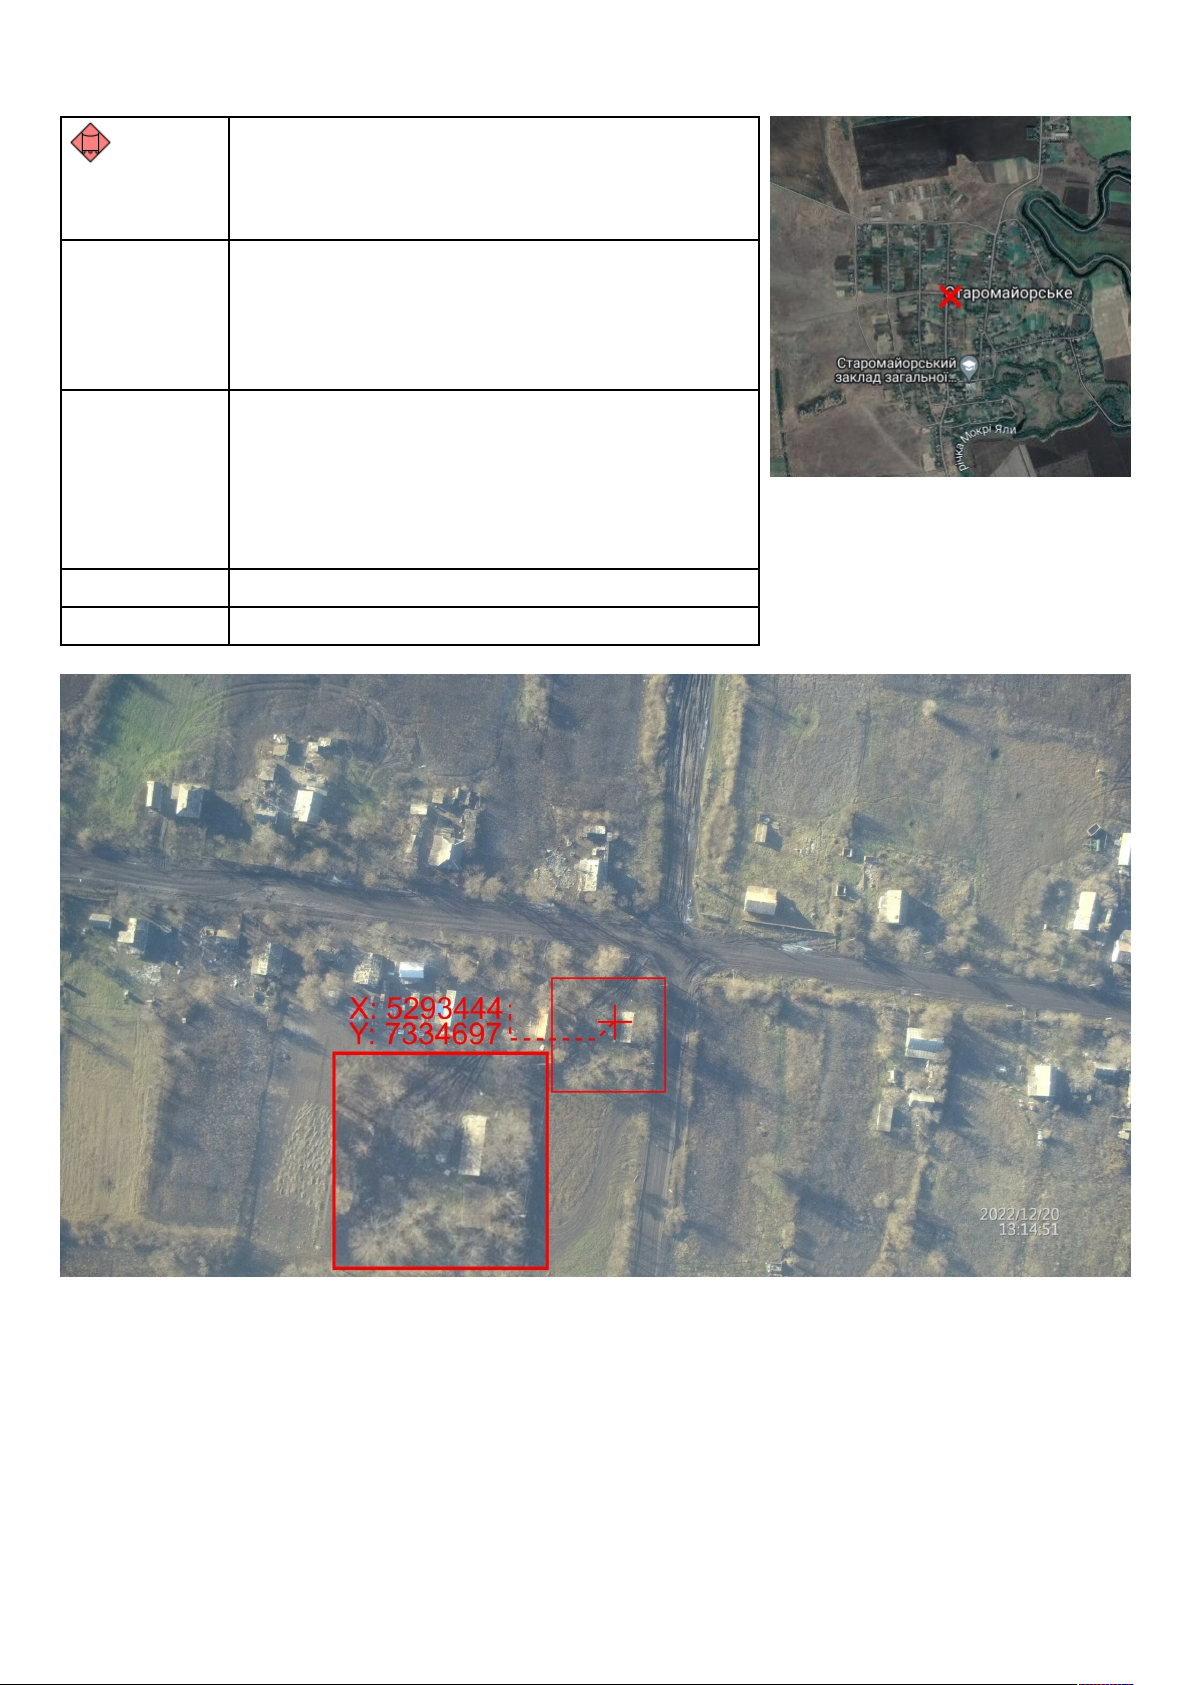 Старомайорське
Старомайорський
заклад загальної...
річка Мокрі Яли
X: 5293444
Y: 7334697
2022/12/20
13:14:51